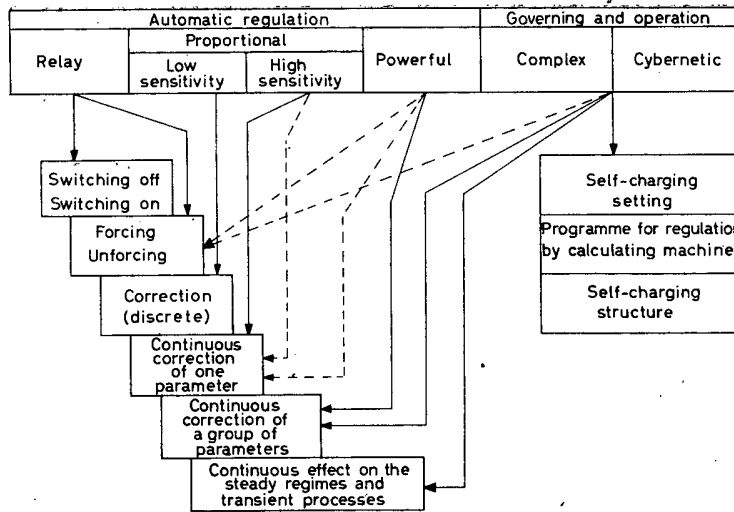 Automatic regulation
Governing and operation
Relay
Proportional
Low
sensitivity
High
sensitivity
Powerful
Complex
Cybernetic
Switching off
Switching on
Forcing
Unforcing
Correction
(discrete)
Continuous
correction
of one
parameter
Continuous
correction of
a group of
parameters
Continuous effect on the
steady regimes and
transient processes
Self-charging
setting
Programme for regulation
by calculating machine
Self-charging
structure